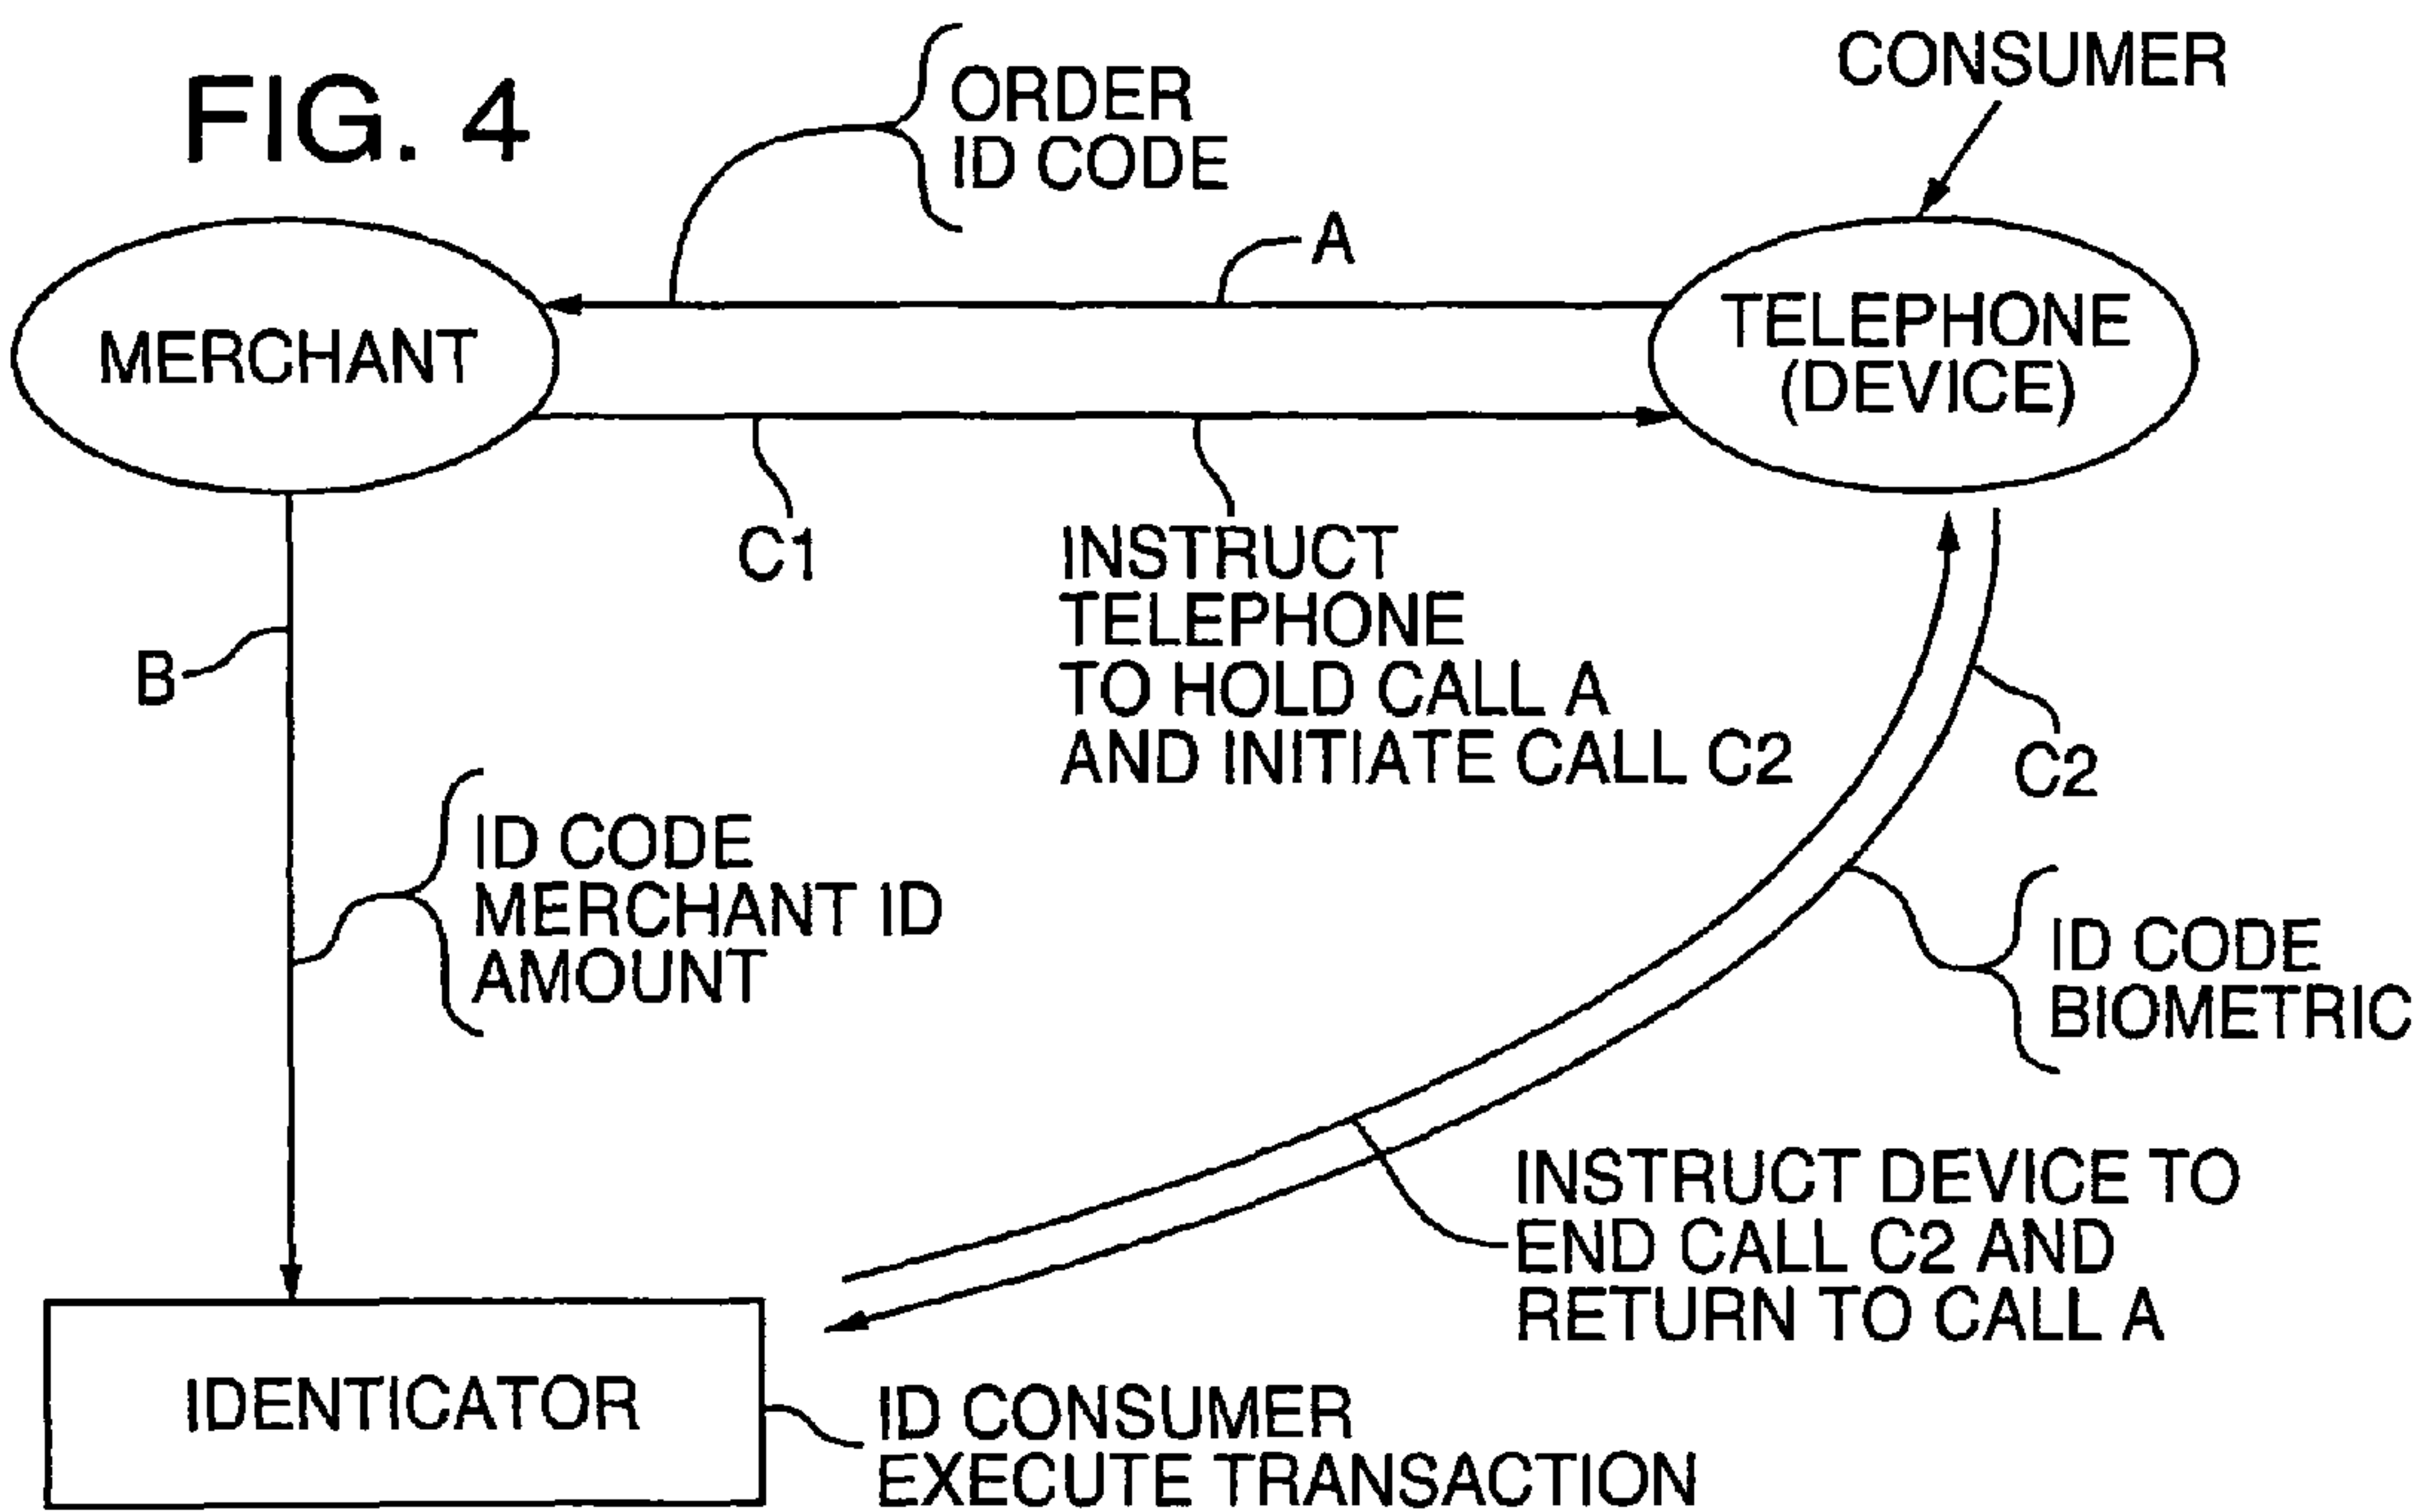 FIG. 4
ORDER
ID CODE
CONSUMER
A
MERCHANT
TELEPHONE
(DEVICE)
C1
INSTRUCT
TELEPHONE
TO HOLD CALL A
AND INITIATE CALL C2
B
C2
ID CODE
MERCHANT ID
AMOUNT
ID CODE
BIOMETRIC
INSTRUCT DEVICE TO
END CALL C2 AND
RETURN TO CALL A
IDENTICATOR
ID CONSUMER
EXECUTE TRANSACTION